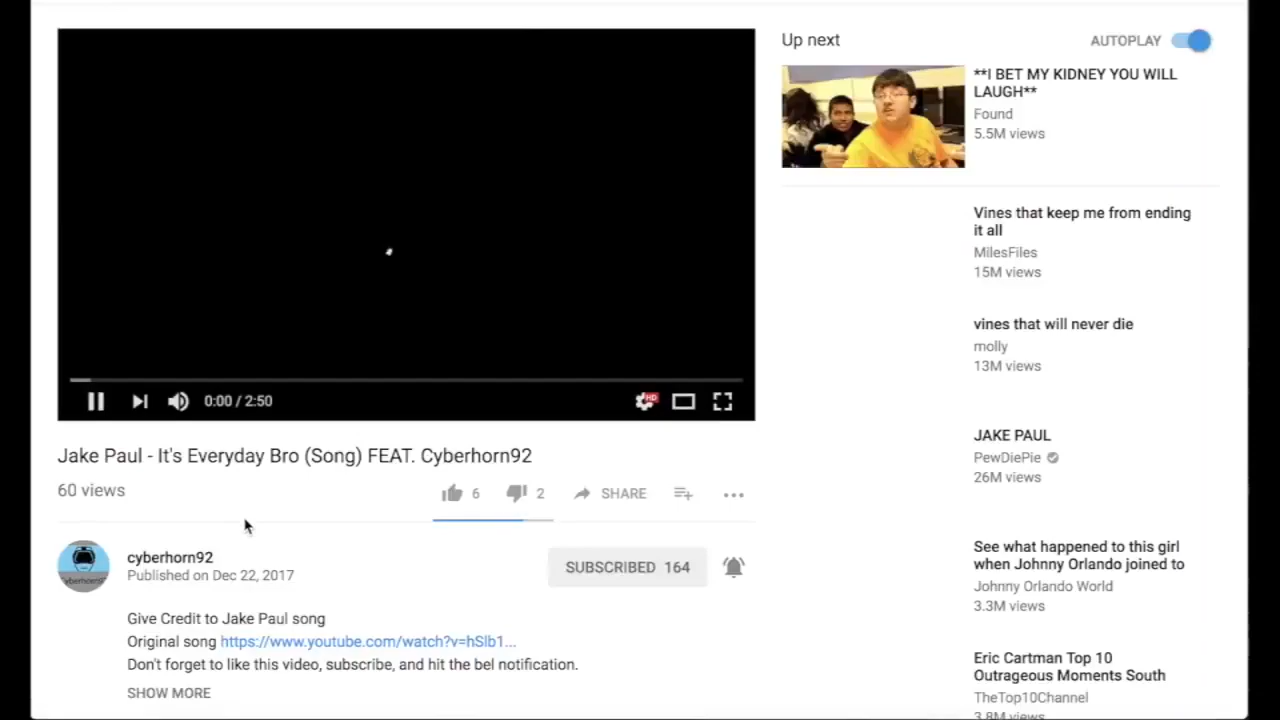 Up next
AUTOPLAY
**I BET MY KIDNEY YOU WILL
LAUGH**
Found
5.5M views
Vines that keep me from ending
it all
MilesFiles
15M views
vines that will never die
molly
13M views
JAKE PAUL
PewDiePie
26M views
See what happened to this girl
when Johnny Orlando joined to
Johnny Orlando World
3.3M views
Eric Cartman Top 10
Outrageous Moments South
TheTop10Channel
3.8M views
HD
0:00 / 2:50
Jake Paul - It's Everyday Bro (Song) FEAT. Cyberhorn92
60 views
6
2
SHARE
cyberhorn92
Published on Dec 22, 2017
SUBSCRIBED 164
Give Credit to Jake Paul song
Original song https://www.youtube.com/watch?v=hSlb1...
Don't forget to like this video, subscribe, and hit the bel notification.
SHOW MORE